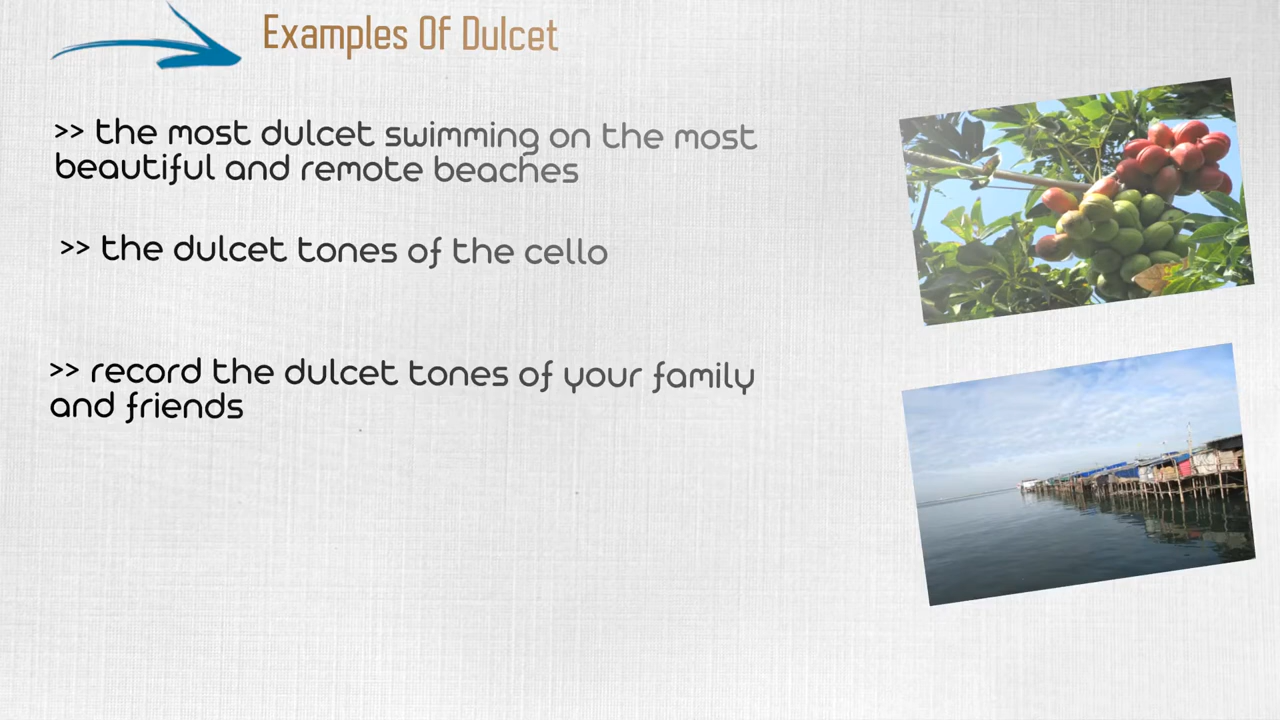 Examples Of Dulcet
>> the most dulcet swimming on the most
beautiful and remote beaches
>> the dulcet tones of the cello
>> record the dulcet tones of your family
and friends